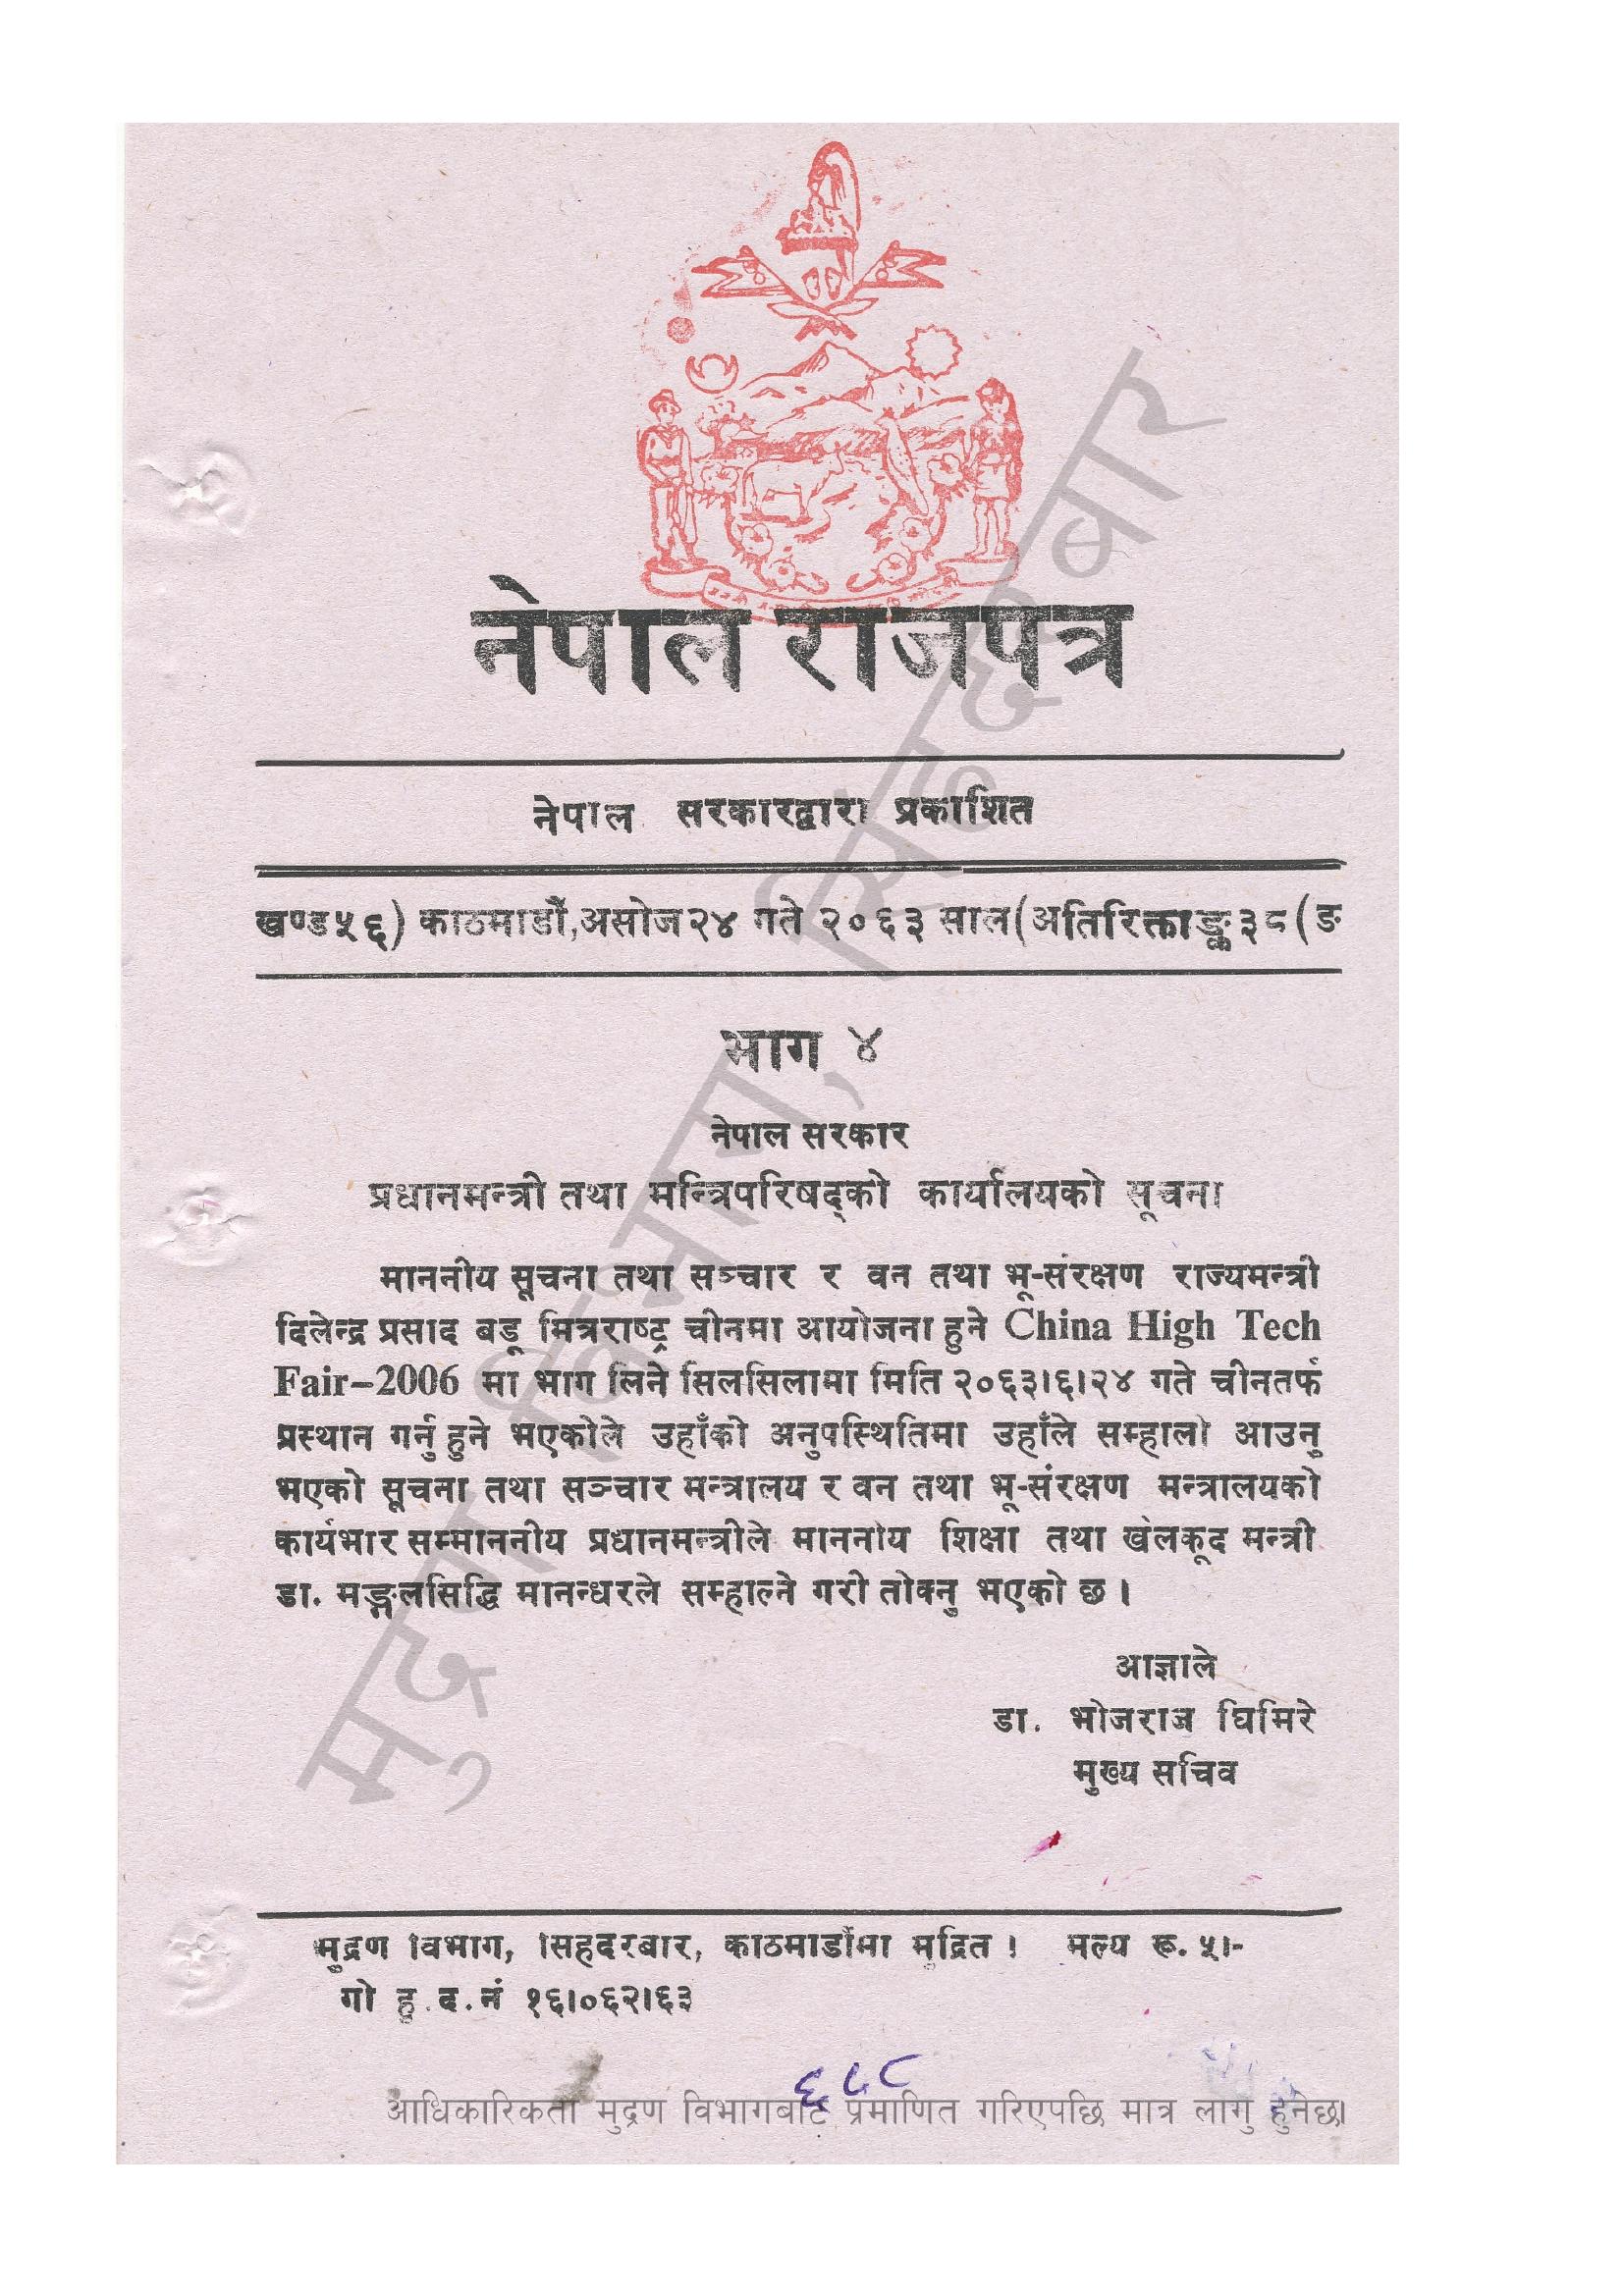 नेपाल राजपत्र
नेपाल सरकारद्वारा प्रकाशित
खण्ड ५६) काठमाडौं, असोज २४ गते २०६३ साल (अतिरिक्ताङ्क ३८ (ङ
भाग ४
नेपाल सरकार
प्रधानमन्त्री तथा मन्त्रिपरिषद्को कार्यालयको सूचना
माननीय सूचना तथा सञ्चार र वन तथा भू-संरक्षण राज्यमन्त्री
दिलेन्द्र प्रसाद बडू मित्रराष्ट्र चीनमा आयोजना हुने China High Tech
Fair-2006 मा भाग लिने सिलसिलामा मिति २०६३।६।२४ गते चीनतर्फ
प्रस्थान गर्नु हुने भएकोले उहाँको अनुपस्थितिमा उहाँले सम्हाली आउनु
भएको सूचना तथा सञ्चार मन्त्रालय र वन तथा भू-संरक्षण मन्त्रालयको
कार्यभार सम्माननीय प्रधानमन्त्रीले माननीय शिक्षा तथा खेलकूद मन्त्री
डा. मङ्गलसिद्धि मानन्धरले सम्हाल्ने गरी तोक्नु भएको छ ।
आज्ञाले
डा. भोजराज घिमिरे
मुख्य सचिव
मुद्रण विभाग, सिंहदरबार, काठमाडौंमा मुद्रित । मूल्य रू. ५।-
गो. हु. द. नं १६।०६२।६३
६५८
आधिकारिकता मुद्रण विभागबाट प्रमाणित गरिएपछि मात्र लागु हुनेछ।
मुद्रण विभाग, सिंहदरबार